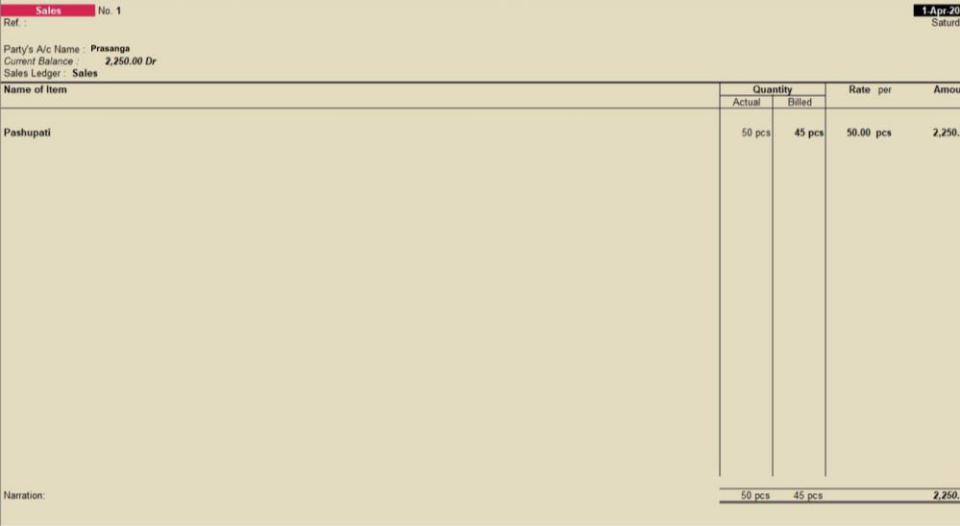 Sales No. 1 1-Apr-20
Ref. : Saturd
Party's A/c Name : Prasanga
Current Balance : 2,250.00 Dr
Sales Ledger : Sales
Name of Item Quantity Rate per Amou
Actual Billed
Pashupati 50 pcs 45 pcs 50.00 pcs 2,250.
Narration: 50 pcs 45 pcs 2,250.